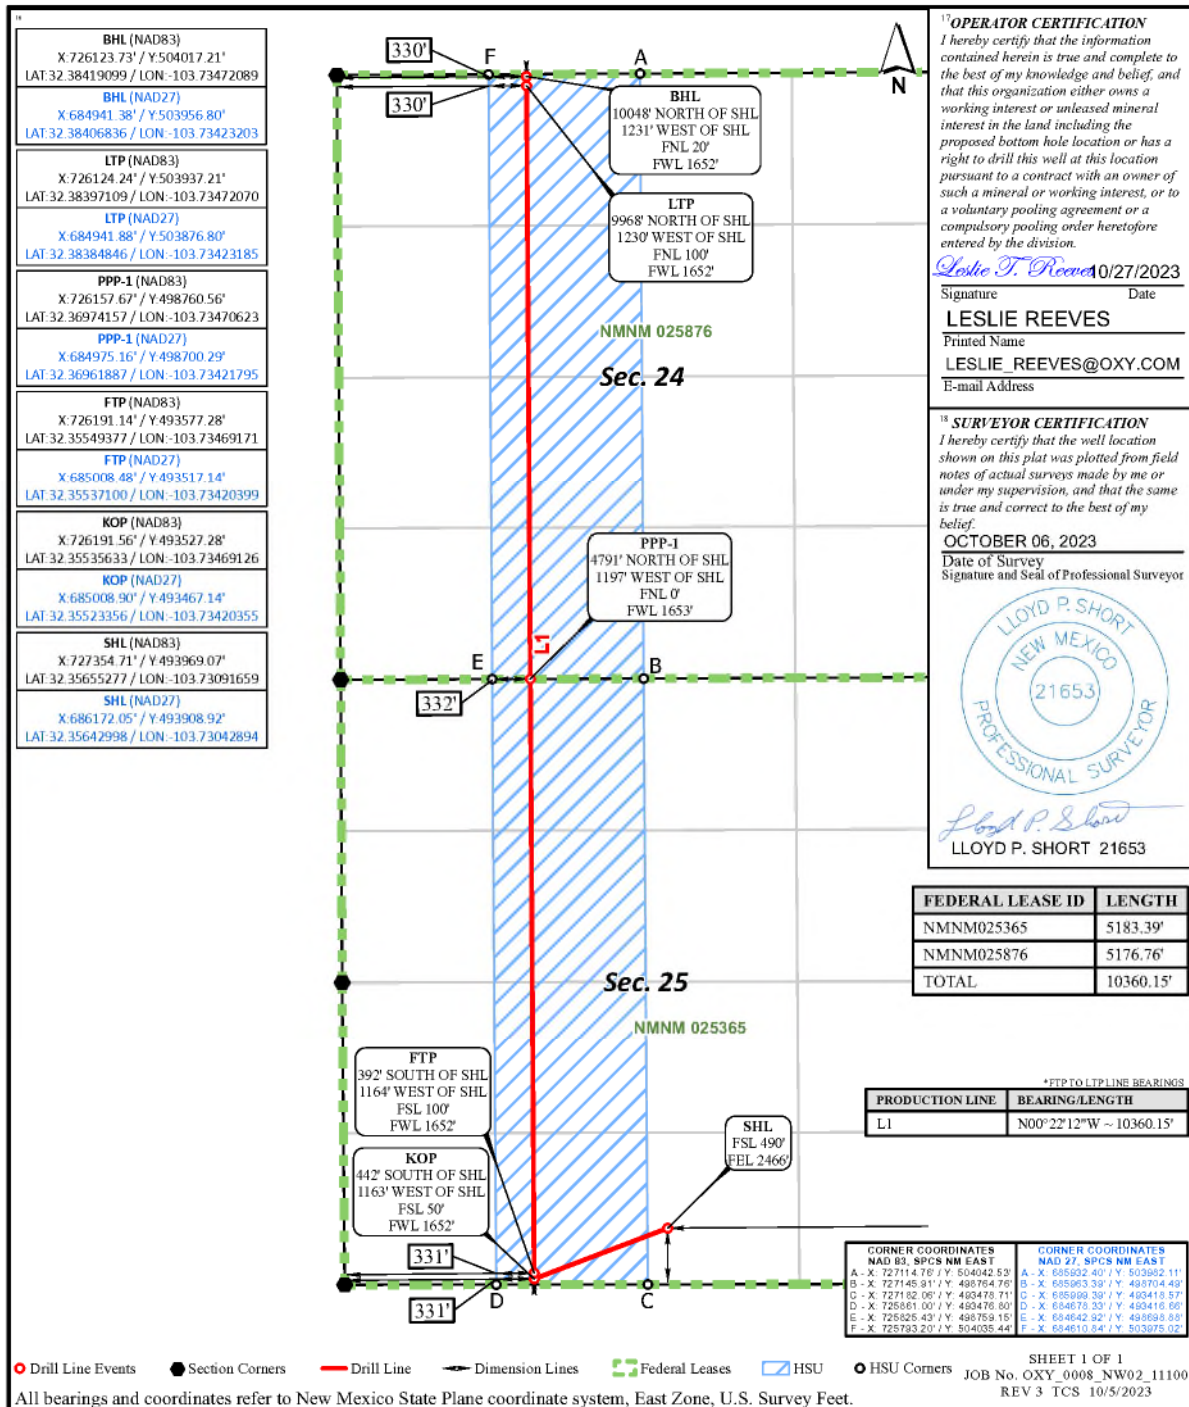 16
BHL (NAD83)
X:726123.73' / Y:504017.21'
LAT:32.38419099 / LON:-103.73472089
BHL (NAD27)
X:684941.38' / Y:503956.80'
LAT:32.38406836 / LON:-103.73423203
LTP (NAD83)
X:726124.24' / Y:503937.21'
LAT:32.38397109 / LON:-103.73472070
LTP (NAD27)
X:684941.88' / Y:503876.80'
LAT:32.38384846 / LON:-103.73423185
PPP-1 (NAD83)
X:726157.67' / Y:498760.56'
LAT:32.36974157 / LON:-103.73470623
PPP-1 (NAD27)
X:684975.16' / Y:498700.29'
LAT:32.36961887 / LON:-103.73421795
FTP (NAD83)
X:726191.14' / Y:493577.28'
LAT:32.35549377 / LON:-103.73469171
FTP (NAD27)
X:685008.48' / Y:493517.14'
LAT:32.35537100 / LON:-103.73420399
KOP (NAD83)
X:726191.56' / Y:493527.28'
LAT:32.35535633 / LON:-103.73469126
KOP (NAD27)
X:685008.90' / Y:493467.14'
LAT:32.35523356 / LON:-103.73420355
SHL (NAD83)
X:727354.71' / Y:493969.07'
LAT:32.35655277 / LON:-103.73091659
SHL (NAD27)
X:686172.05' / Y:493908.92'
LAT:32.35642998 / LON:-103.73042894
330'
F
A
N
330'
BHL
10048' NORTH OF SHL
1231' WEST OF SHL
FNL 20'
FWL 1652'
LTP
9968' NORTH OF SHL
1230' WEST OF SHL
FNL 100'
FWL 1652'
NMNM 025876
Sec. 24
PPP-1
4791' NORTH OF SHL
1197' WEST OF SHL
FNL 0'
FWL 1653'
L1
E
B
332'
Sec. 25
NMNM 025365
FTP
392' SOUTH OF SHL
1164' WEST OF SHL
FSL 100'
FWL 1652'
KOP
442' SOUTH OF SHL
1163' WEST OF SHL
FSL 50'
FWL 1652'
SHL
FSL 490'
FEL 2466'
331'
331'
D
C
17 OPERATOR CERTIFICATION
I hereby certify that the information
contained herein is true and complete to
the best of my knowledge and belief, and
that this organization either owns a
working interest or unleased mineral
interest in the land including the
proposed bottom hole location or has a
right to drill this well at this location
pursuant to a contract with an owner of
such a mineral or working interest, or to
a voluntary pooling agreement or a
compulsory pooling order heretofore
entered by the division.
Leslie T. Reeves 10/27/2023
Signature Date
LESLIE REEVES
Printed Name
LESLIE_REEVES@OXY.COM
E-mail Address
18 SURVEYOR CERTIFICATION
I hereby certify that the well location
shown on this plat was plotted from field
notes of actual surveys made by me or
under my supervision, and that the same
is true and correct to the best of my
belief.
OCTOBER 06, 2023
Date of Survey
Signature and Seal of Professional Surveyor
LLOYD P. SHORT
NEW MEXICO
21653
PROFESSIONAL SURVEYOR
Lloyd P. Short
LLOYD P. SHORT 21653
FEDERAL LEASE ID LENGTH
NMNM025365 5183.39'
NMNM025876 5176.76'
TOTAL 10360.15'
*FTP TO LTP LINE BEARINGS
PRODUCTION LINE BEARING/LENGTH
L1 N00°22'12"W ~ 10360.15'
CORNER COORDINATES
NAD 83, SPCS NM EAST
A - X: 727114.76' / Y: 504042.53'
B - X: 727145.91' / Y: 498764.76'
C - X: 727182.06' / Y: 493478.71'
D - X: 725861.00' / Y: 493476.80'
E - X: 725825.43' / Y: 498759.15'
F - X: 725793.20' / Y: 504035.44'
CORNER COORDINATES
NAD 27, SPCS NM EAST
A - X: 685932.40' / Y: 503982.11'
B - X: 685963.39' / Y: 498704.49'
C - X: 685999.39' / Y: 493418.57'
D - X: 684678.33' / Y: 493416.66'
E - X: 684642.92' / Y: 498698.88'
F - X: 684610.84' / Y: 503975.02'
Drill Line Events Section Corners Drill Line Dimension Lines Federal Leases HSU HSU Corners
SHEET 1 OF 1
JOB No. OXY_0008_NW02_11100
REV 3 TCS 10/5/2023
All bearings and coordinates refer to New Mexico State Plane coordinate system, East Zone, U.S. Survey Feet.